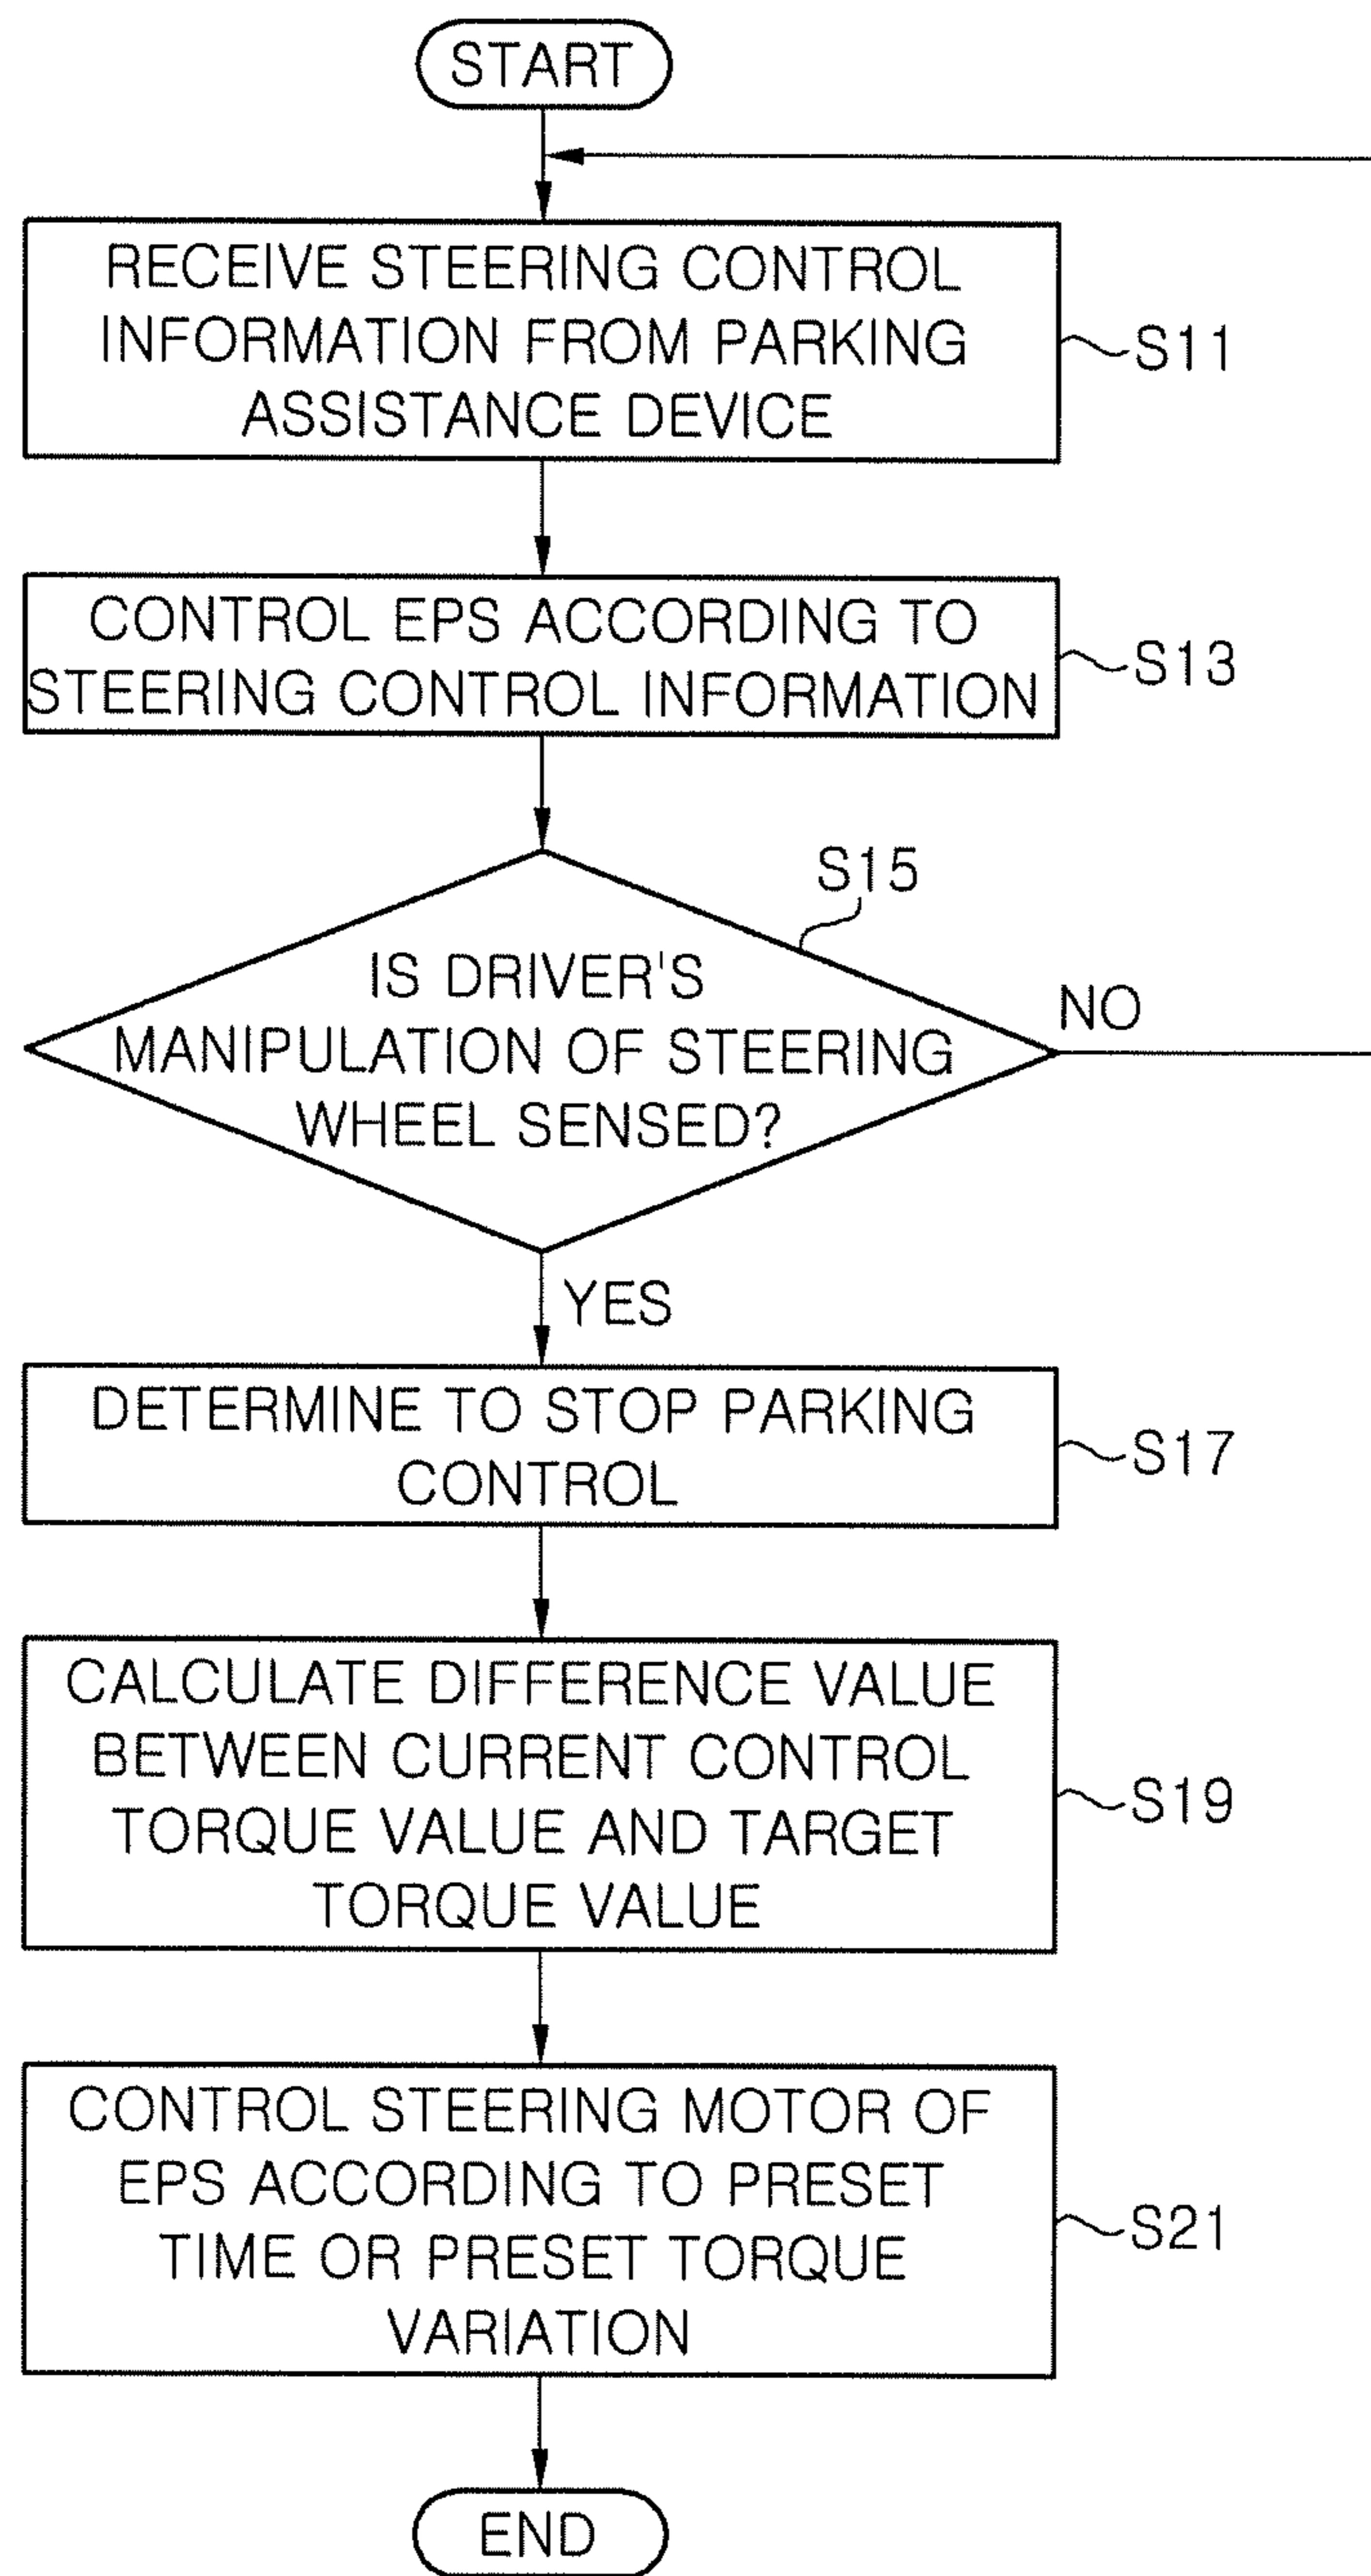 START
RECEIVE STEERING CONTROL
INFORMATION FROM PARKING
ASSISTANCE DEVICE
S11
CONTROL EPS ACCORDING TO
STEERING CONTROL INFORMATION
S13
S15
IS DRIVER'S
MANIPULATION OF STEERING
WHEEL SENSED?
NO
YES
DETERMINE TO STOP PARKING
CONTROL
S17
CALCULATE DIFFERENCE VALUE
BETWEEN CURRENT CONTROL
TORQUE VALUE AND TARGET
TORQUE VALUE
S19
CONTROL STEERING MOTOR OF
EPS ACCORDING TO PRESET
TIME OR PRESET TORQUE
VARIATION
S21
END